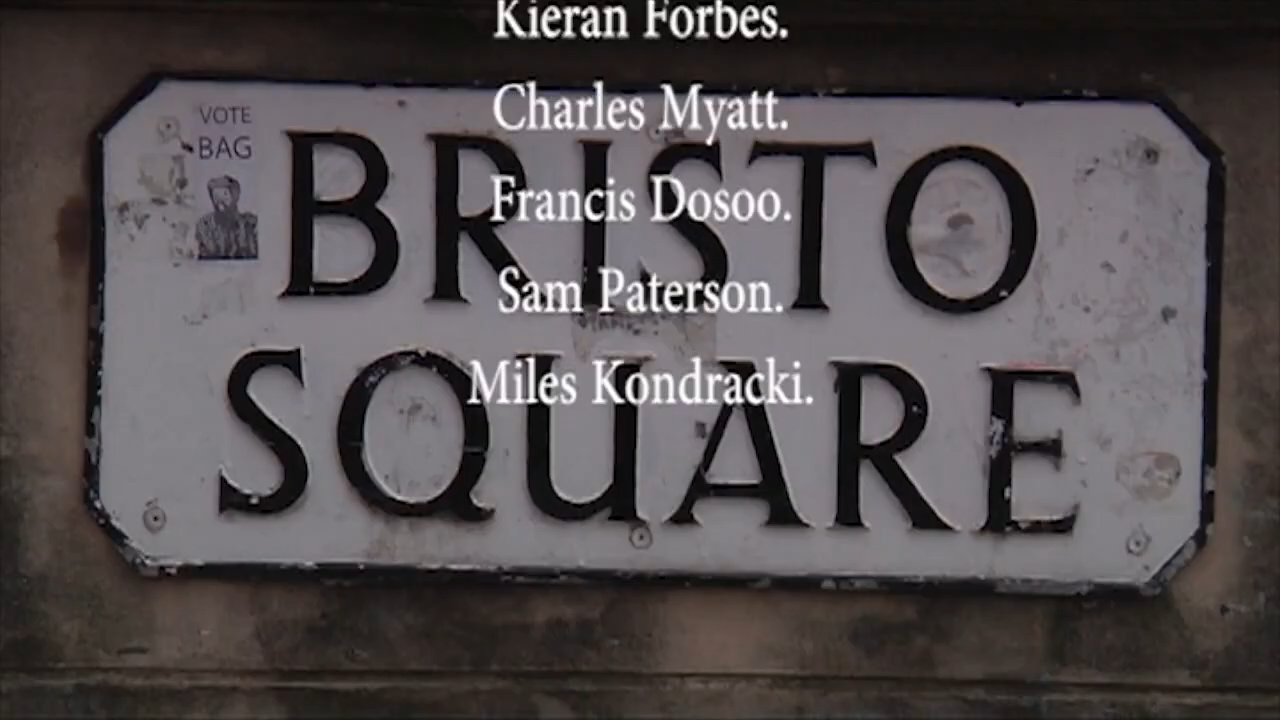 Kieran Forbes.
Charles Myatt.
Francis Dosoo.
Sam Paterson.
Miles Kondracki.
VOTE
BAG
BRISTO
SQUARE